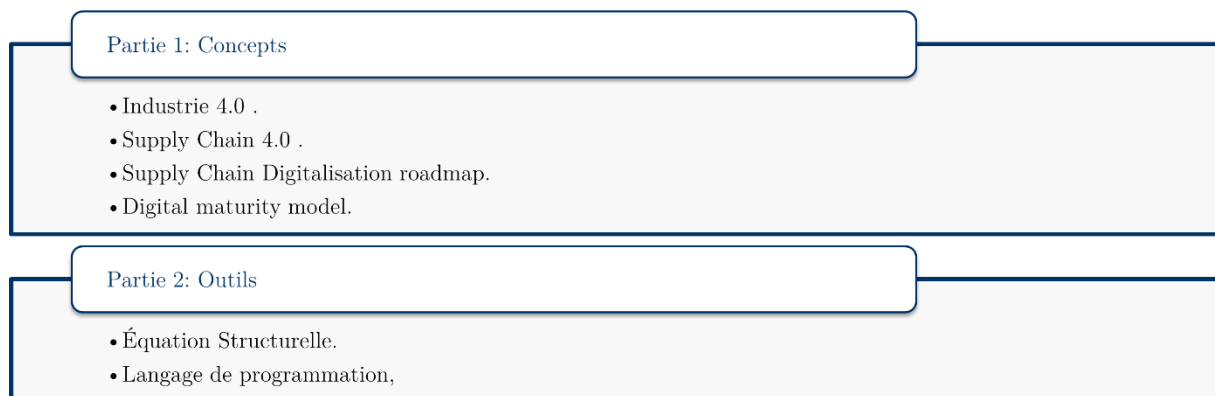 Partie 1: Concepts
• Industrie 4.0 .
• Supply Chain 4.0 .
• Supply Chain Digitalisation roadmap.
• Digital maturity model.
Partie 2: Outils
• Équation Structurelle.
• Langage de programmation,